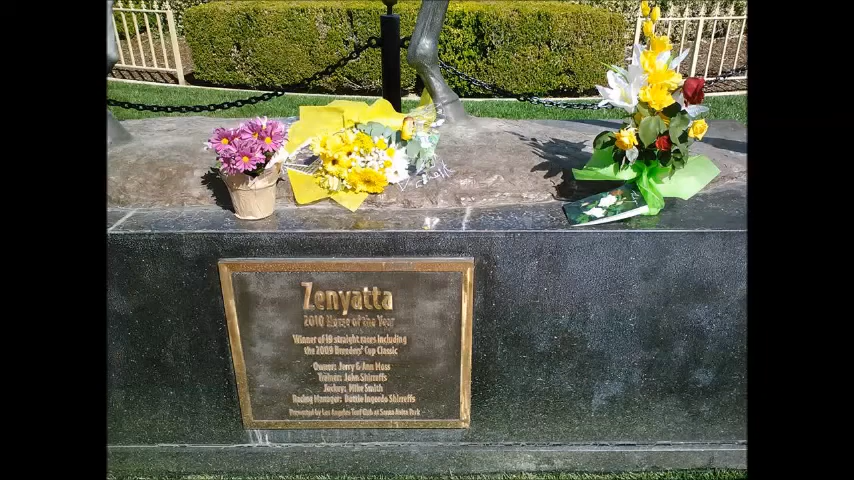 Zenyatta
2010 Horse of the Year
Winner of 19 straight races including
the 2009 Breeders' Cup Classic
Owner: Jerry & Ann Moss
Trainer: John Shirreffs
Jockey: Mike Smith
Racing Manager: Dottie Ingordo Shirreffs
Presented by Los Angeles Turf Club at Santa Anita Park